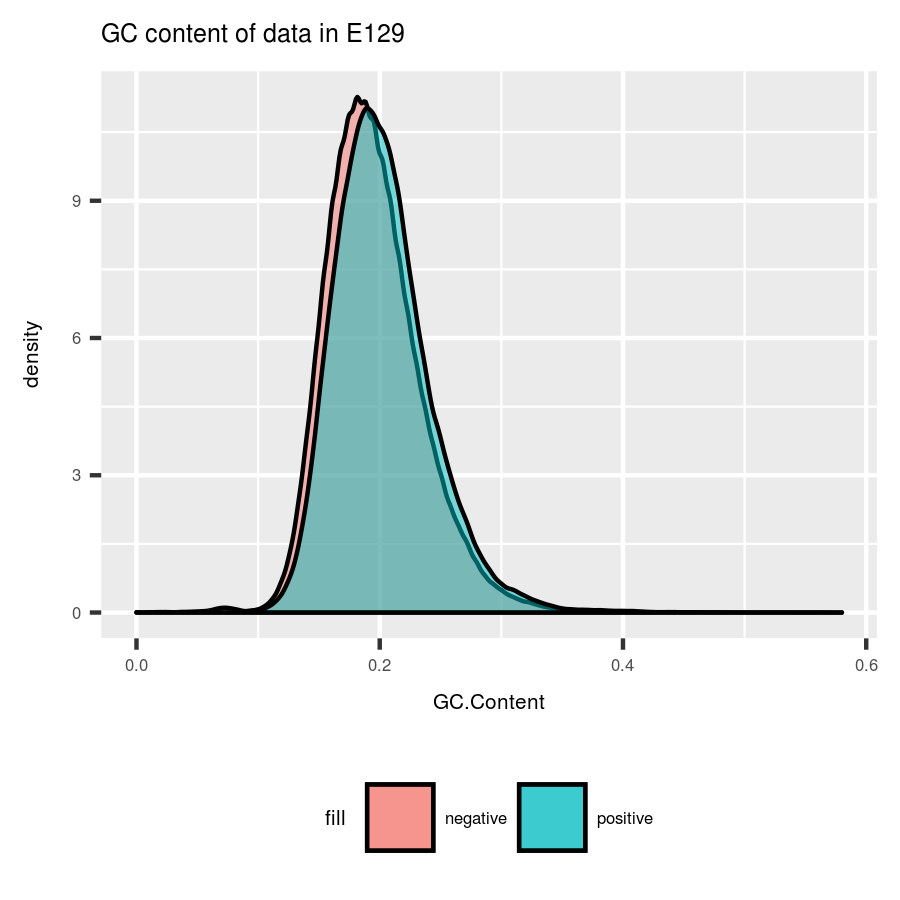 GC content of data in E129
density
9
6
3
0
0.0 0.2 0.4 0.6
GC.Content
fill negative positive